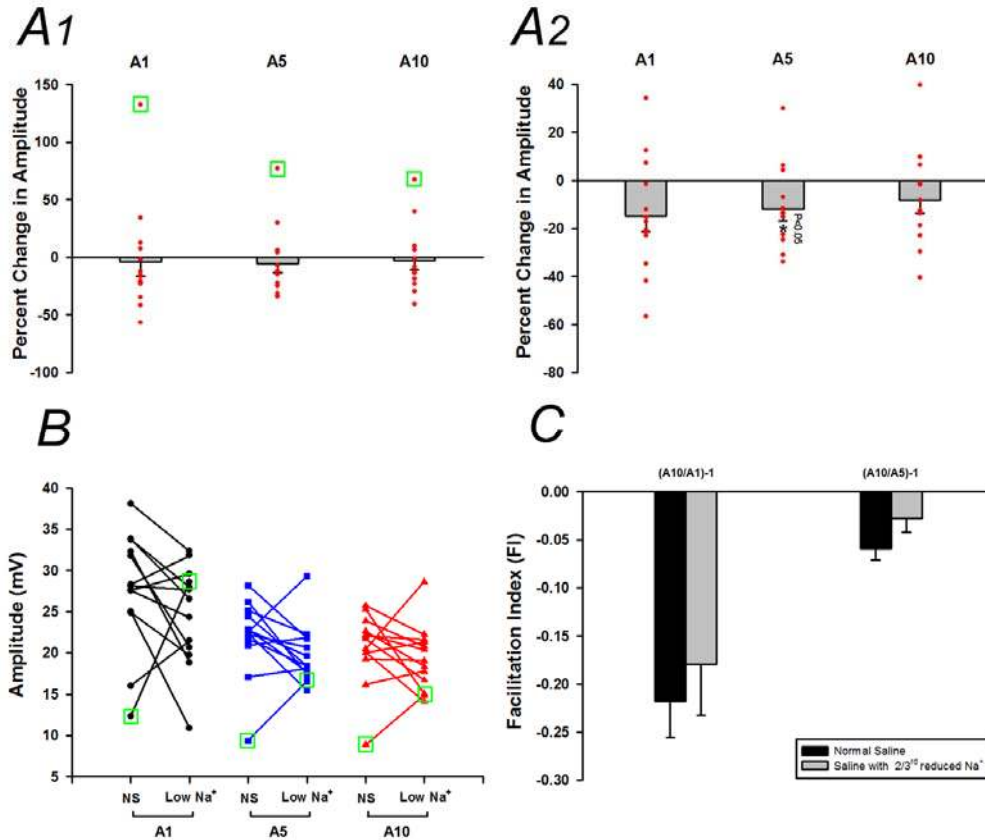 A1
A2
A1 A5 A10
150
100
50
0
-50
-100
Percent Change in Amplitude
A1 A5 A10
40
20
0
-20
-40
-60
-80
Percent Change in Amplitude
*
P<0.05
B
40
35
30
25
20
15
10
5
Amplitude (mV)
NS Low Na⁺ NS Low Na⁺ NS Low Na⁺
A1 A5 A10
C
(A10/A1)-1 (A10/A5)-1
0.00
-0.05
-0.10
-0.15
-0.20
-0.25
-0.30
Facilitation Index (FI)
Normal Saline
Saline with 2/3ʳᵈ reduced Na⁺